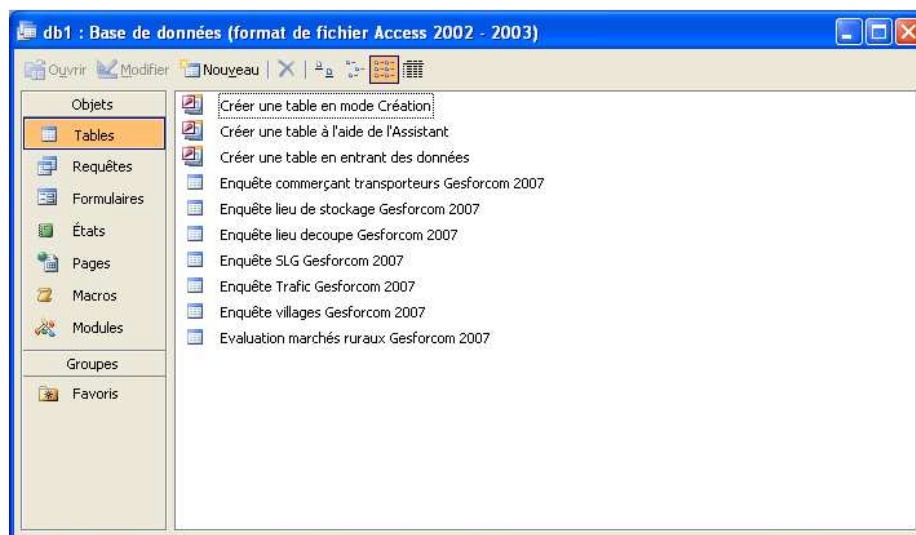 db1 : Base de données (format de fichier Access 2002 - 2003)
Ouvrir Modifier Nouveau
Objets
Tables
Requêtes
Formulaires
États
Pages
Macros
Modules
Groupes
Favoris
Créer une table en mode Création
Créer une table à l'aide de l'Assistant
Créer une table en entrant des données
Enquête commerçant transporteurs Gesforcom 2007
Enquête lieu de stockage Gesforcom 2007
Enquête lieu decoupe Gesforcom 2007
Enquête SLG Gesforcom 2007
Enquête Trafic Gesforcom 2007
Enquête villages Gesforcom 2007
Evaluation marchés ruraux Gesforcom 2007